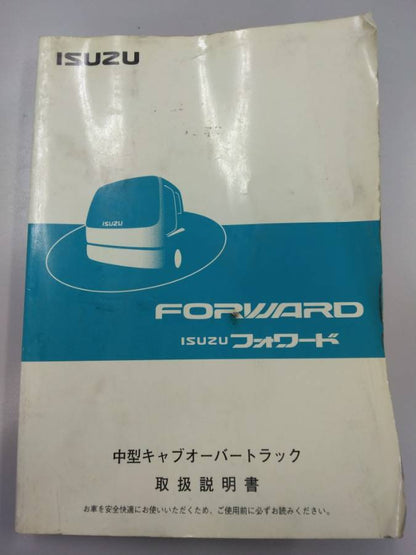 ISUZU
ISUZU
FORWARD
ISUZU フォワード
中型キャブオーバートラック
取扱説明書
お車を安全快適にお使いいただくため、ご使用前に必ずお読みください。